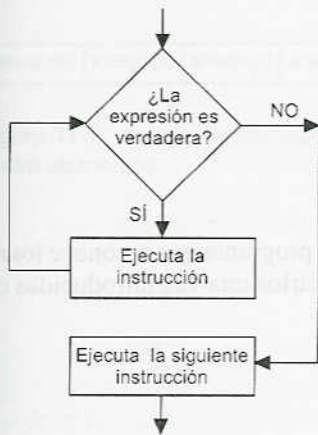 ¿La
expresión es
verdadera?
NO
SÍ
Ejecuta la
instrucción
Ejecuta la siguiente
instrucción